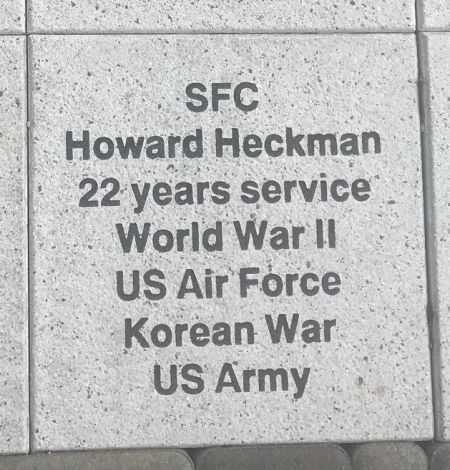 SFC
Howard Heckman
22 years service
World War II
US Air Force
Korean War
US Army